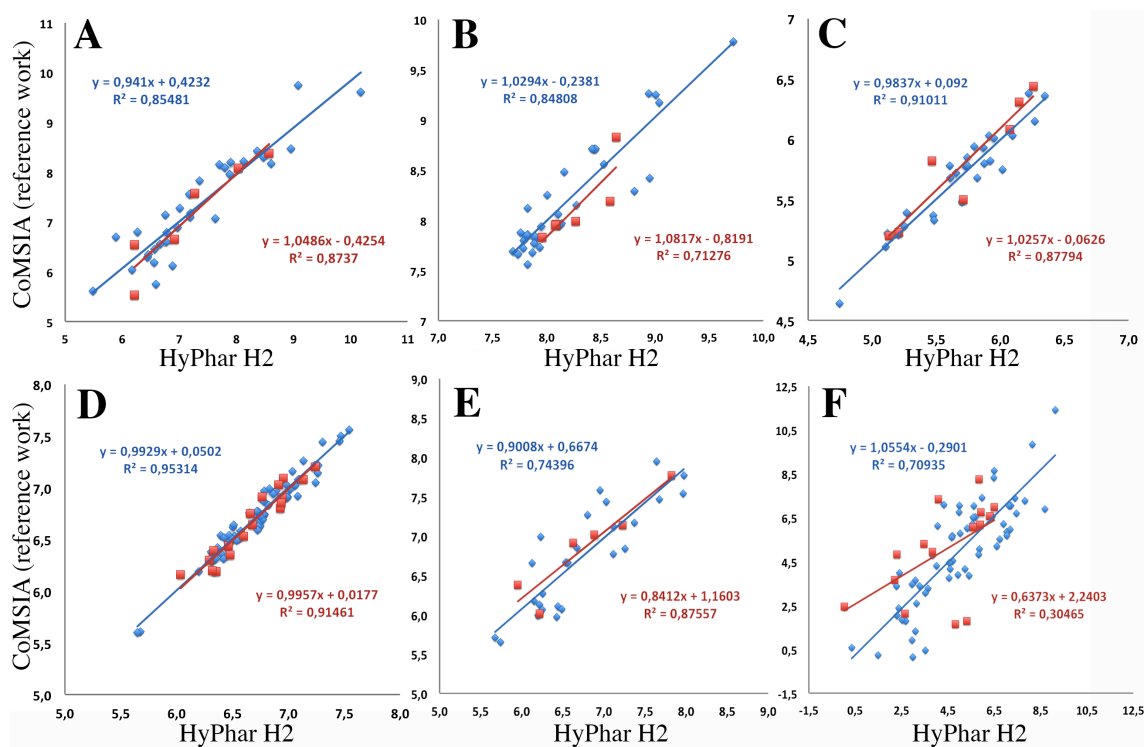 A
B
C
CoMSIA (reference work)
11
10
9
8
7
6
5
y = 0,941x + 0,4232
R² = 0,85481
y = 1,0486x - 0,4254
R² = 0,8737
5
6
7
8
9
10
11
HyPhar H2
10,
9,5
9,
8,5
8,
7,5
7,
y = 1,0294x - 0,2381
R² = 0,84808
y = 1,0817x - 0,8191
R² = 0,71276
7,0
7,5
8,0
8,5
9,0
9,5
10,0
HyPhar H2
7,
6,5
6,
5,5
5,
4,5
y = 0,9837x + 0,092
R² = 0,91011
y = 1,0257x - 0,0626
R² = 0,87794
4,5
5,0
5,5
6,0
6,5
7,0
HyPhar H2
D
E
F
CoMSIA (reference work)
8,0
7,5
7,0
6,5
6,0
5,5
5,0
y = 0,9929x + 0,0502
R² = 0,95314
y = 0,9957x + 0,0177
R² = 0,91461
5,0
5,5
6,0
6,5
7,0
7,5
8,0
HyPhar H2
9,0
8,5
8,0
7,5
7,0
6,5
6,0
5,5
5,0
y = 0,9008x + 0,6674
R² = 0,74396
y = 0,8412x + 1,1603
R² = 0,87557
5,0
5,5
6,0
6,5
7,0
7,5
8,0
8,5
9,0
HyPhar H2
12,5
10,5
8,5
6,5
4,5
2,5
0,5
-1,5
y = 1,0554x - 0,2901
R² = 0,70935
y = 0,6373x + 2,2403
R² = 0,30465
-1,5
0,5
2,5
4,5
6,5
8,5
10,5
12,5
HyPhar H2